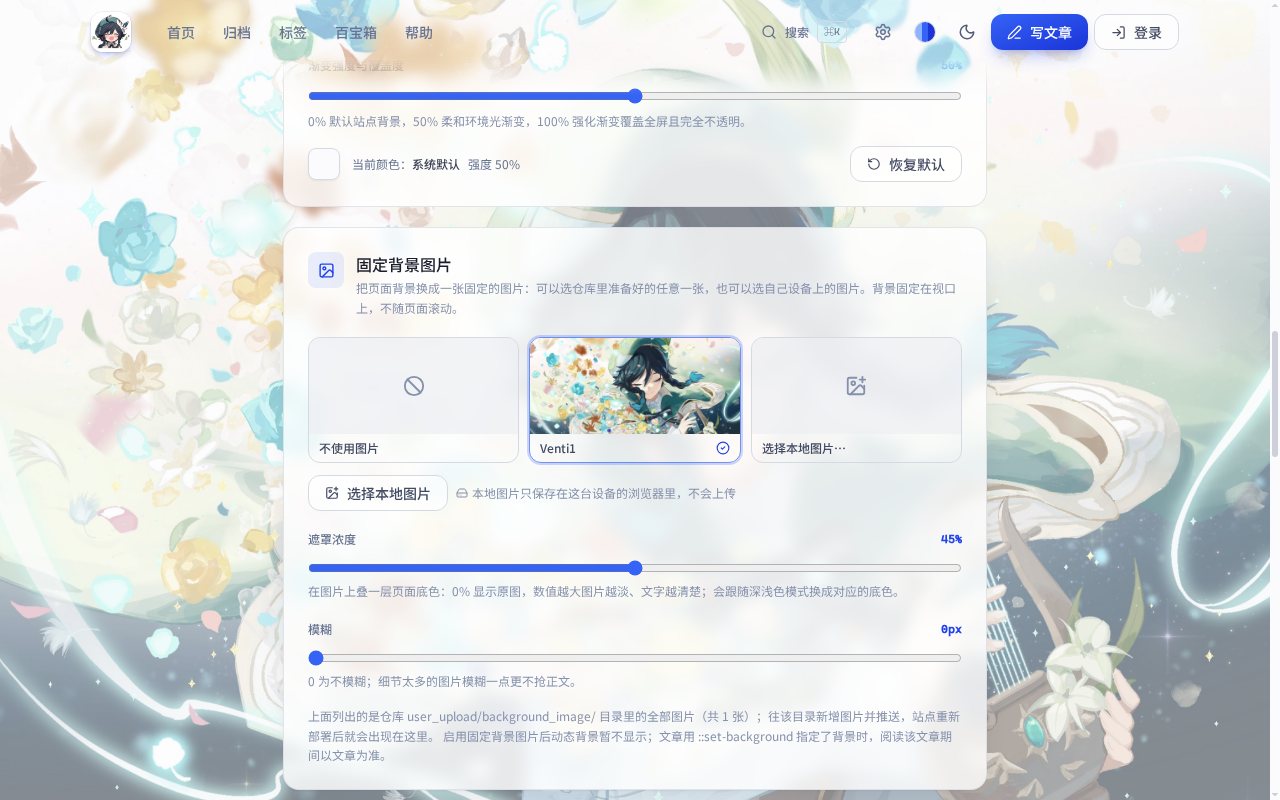 首页 归档 标签 百宝箱 帮助 搜索 ⌘K 写文章 登录
渐变强度与覆盖度 50%
0% 默认站点背景，50% 柔和环境光渐变，100% 强化渐变覆盖全屏且完全不透明。
当前颜色：系统默认 强度 50% 恢复默认
固定背景图片
把页面背景换成一张固定的图片：可以选仓库里准备好的任意一张，也可以选自己设备上的图片。背景固定在视口
上，不随页面滚动。
不使用图片 Venti1 选择本地图片…
选择本地图片 本地图片只保存在这台设备的浏览器里，不会上传
遮罩浓度 45%
在图片上叠一层页面底色：0% 显示原图，数值越大图片越淡、文字越清楚；会跟随深浅色模式换成对应的底色。
模糊 0px
0 为不模糊；细节太多的图片模糊一点更不抢正文。
上面列出的是仓库 user_upload/background_image/ 目录里的全部图片（共 1 张）；往该目录新增图片并推送，站点重新
部署后就会出现在这里。 启用固定背景图片后动态背景暂不显示；文章用 ::set-background 指定了背景时，阅读该文章期
间以文章为准。